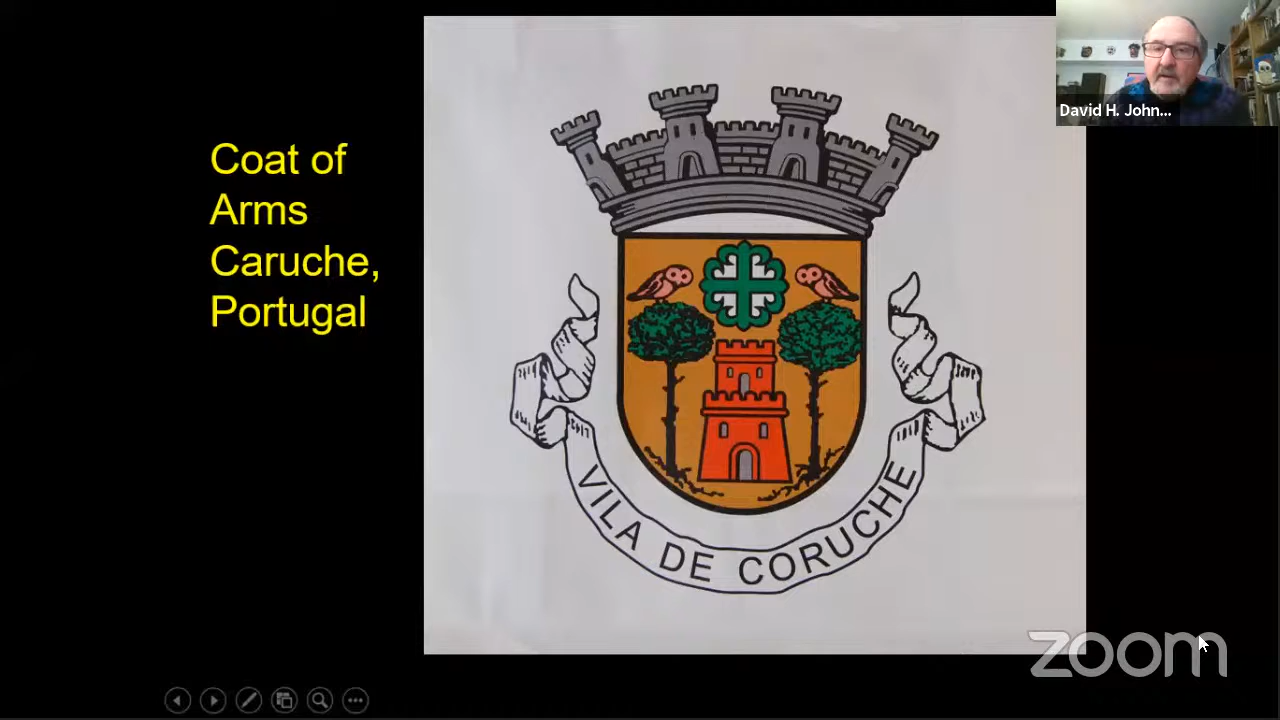 Coat of
Arms
Caruche,
Portugal
David H. John...
VILA DE CORUCHE
zoom